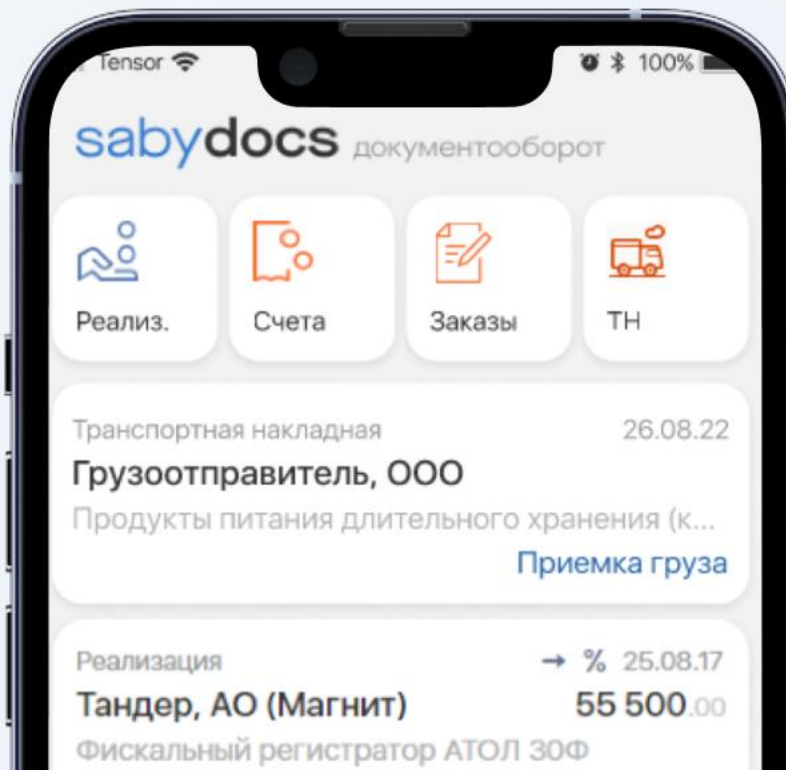 Tensor 100%
sabydocs документооборот
Реализ. Счета Заказы ТН
Транспортная накладная 26.08.22
Грузоотправитель, ООО
Продукты питания длительного хранения (к...
Приемка груза
Реализация → % 25.08.17
Тандер, АО (Магнит) 55 500.00
Фискальный регистратор АТОЛ 30Ф